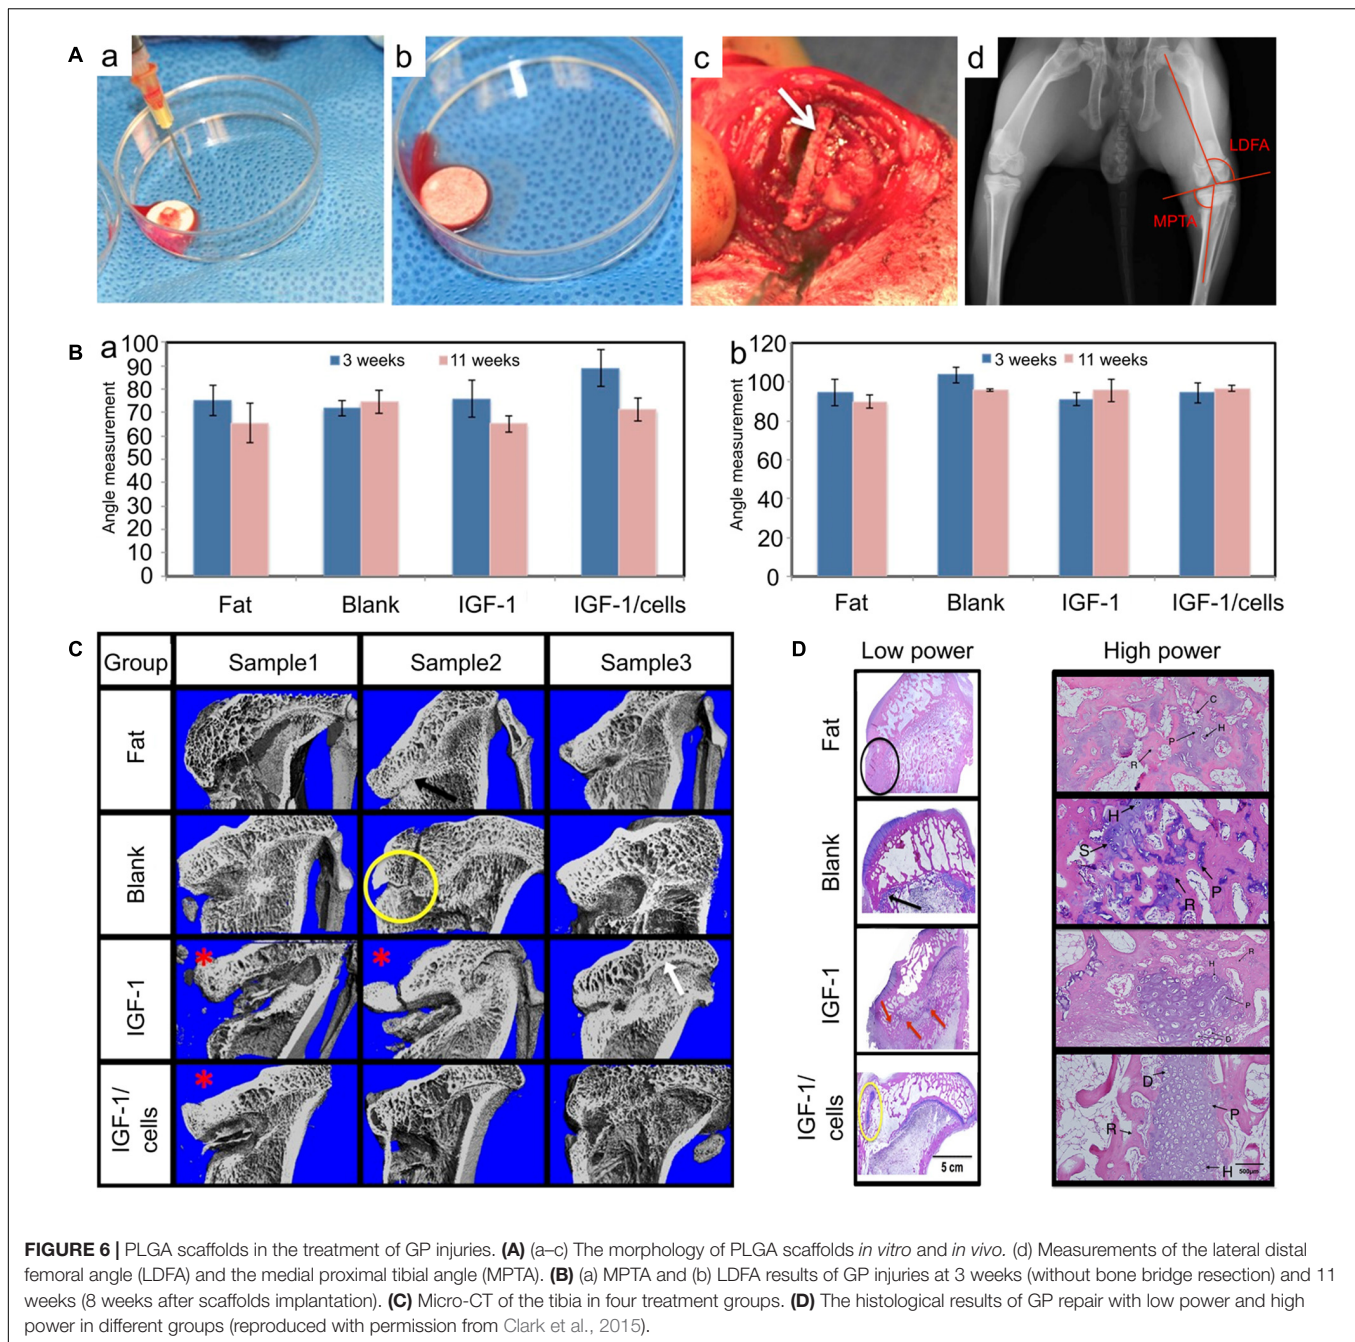 A
a
b
c
d
LDFA
MPTA
B
a
100
90
80
70
60
50
40
30
20
10
0
Angle measurement
3 weeks
11 weeks
Fat
Blank
IGF-1
IGF-1/cells
b
120
100
80
60
40
20
0
Angle measurement
3 weeks
11 weeks
Fat
Blank
IGF-1
IGF-1/cells
C
Group
Sample1
Sample2
Sample3
Fat
Blank
*
*
IGF-1
*
IGF-1/
cells
D
Low power
High power
Fat
C
P
H
R
Blank
H
S
R
P
IGF-1
R
H
P
D
IGF-1/
cells
5 cm
D
P
R
H
500μm
FIGURE 6 | PLGA scaffolds in the treatment of GP injuries. (A) (a–c) The morphology of PLGA scaffolds in vitro and in vivo. (d) Measurements of the lateral distal
femoral angle (LDFA) and the medial proximal tibial angle (MPTA). (B) (a) MPTA and (b) LDFA results of GP injuries at 3 weeks (without bone bridge resection) and 11
weeks (8 weeks after scaffolds implantation). (C) Micro-CT of the tibia in four treatment groups. (D) The histological results of GP repair with low power and high
power in different groups (reproduced with permission from Clark et al., 2015).